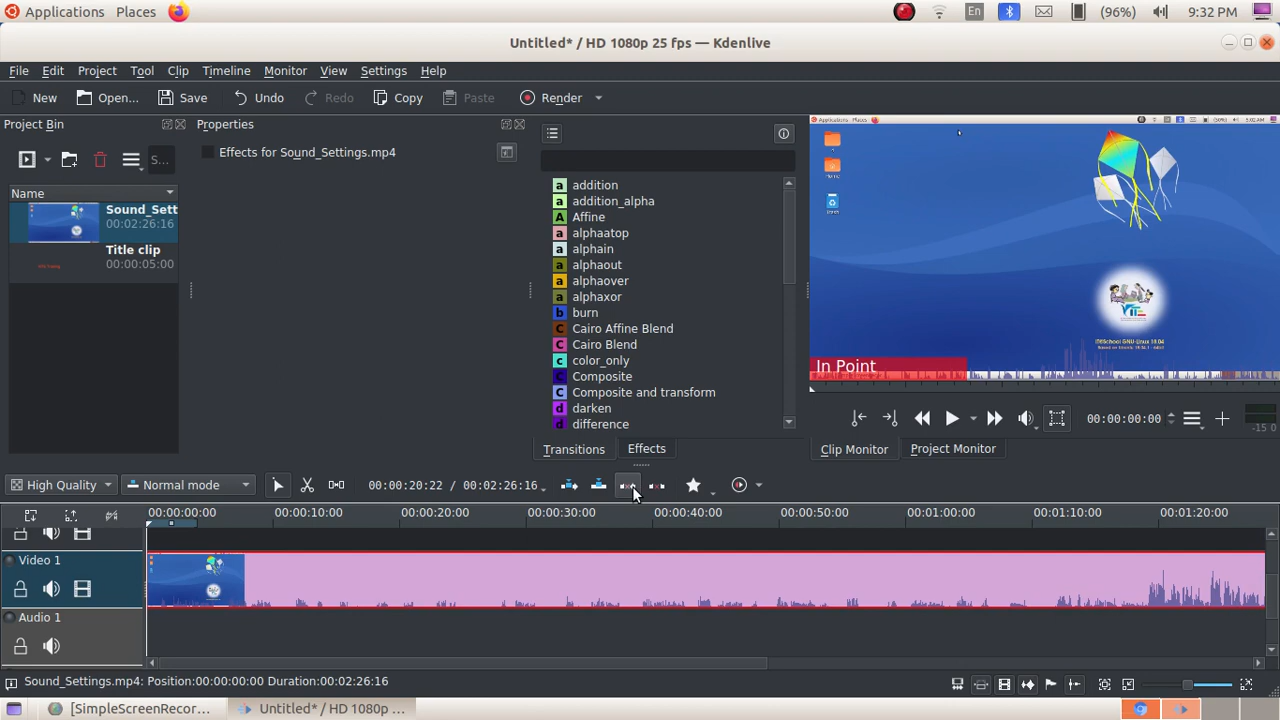 Applications Places En (96%) 9:32 PM
Untitled* / HD 1080p 25 fps — Kdenlive
File Edit Project Tool Clip Timeline Monitor View Settings Help
New Open... Save Undo Redo Copy Paste Render
Project Bin Properties
Effects for Sound_Settings.mp4
S...
Name
Sound_Sett
00:02:26:16
Title clip
00:00:05:00
addition
addition_alpha
Affine
alphaatop
alphain
alphaout
alphaover
alphaxor
burn
Cairo Affine Blend
Cairo Blend
color_only
Composite
Composite and transform
darken
difference
Transitions Effects
Applications Places
In Point
00:00:00:00
-15 0
Clip Monitor Project Monitor
High Quality Normal mode 00:00:20:22 / 00:02:26:16
00:00:00:00 00:00:10:00 00:00:20:00 00:00:30:00 00:00:40:00 00:00:50:00 00:01:00:00 00:01:10:00 00:01:20:00
Video 1
Audio 1
Sound_Settings.mp4: Position:00:00:00:00 Duration:00:02:26:16
[SimpleScreenRecor... Untitled* / HD 1080p ...